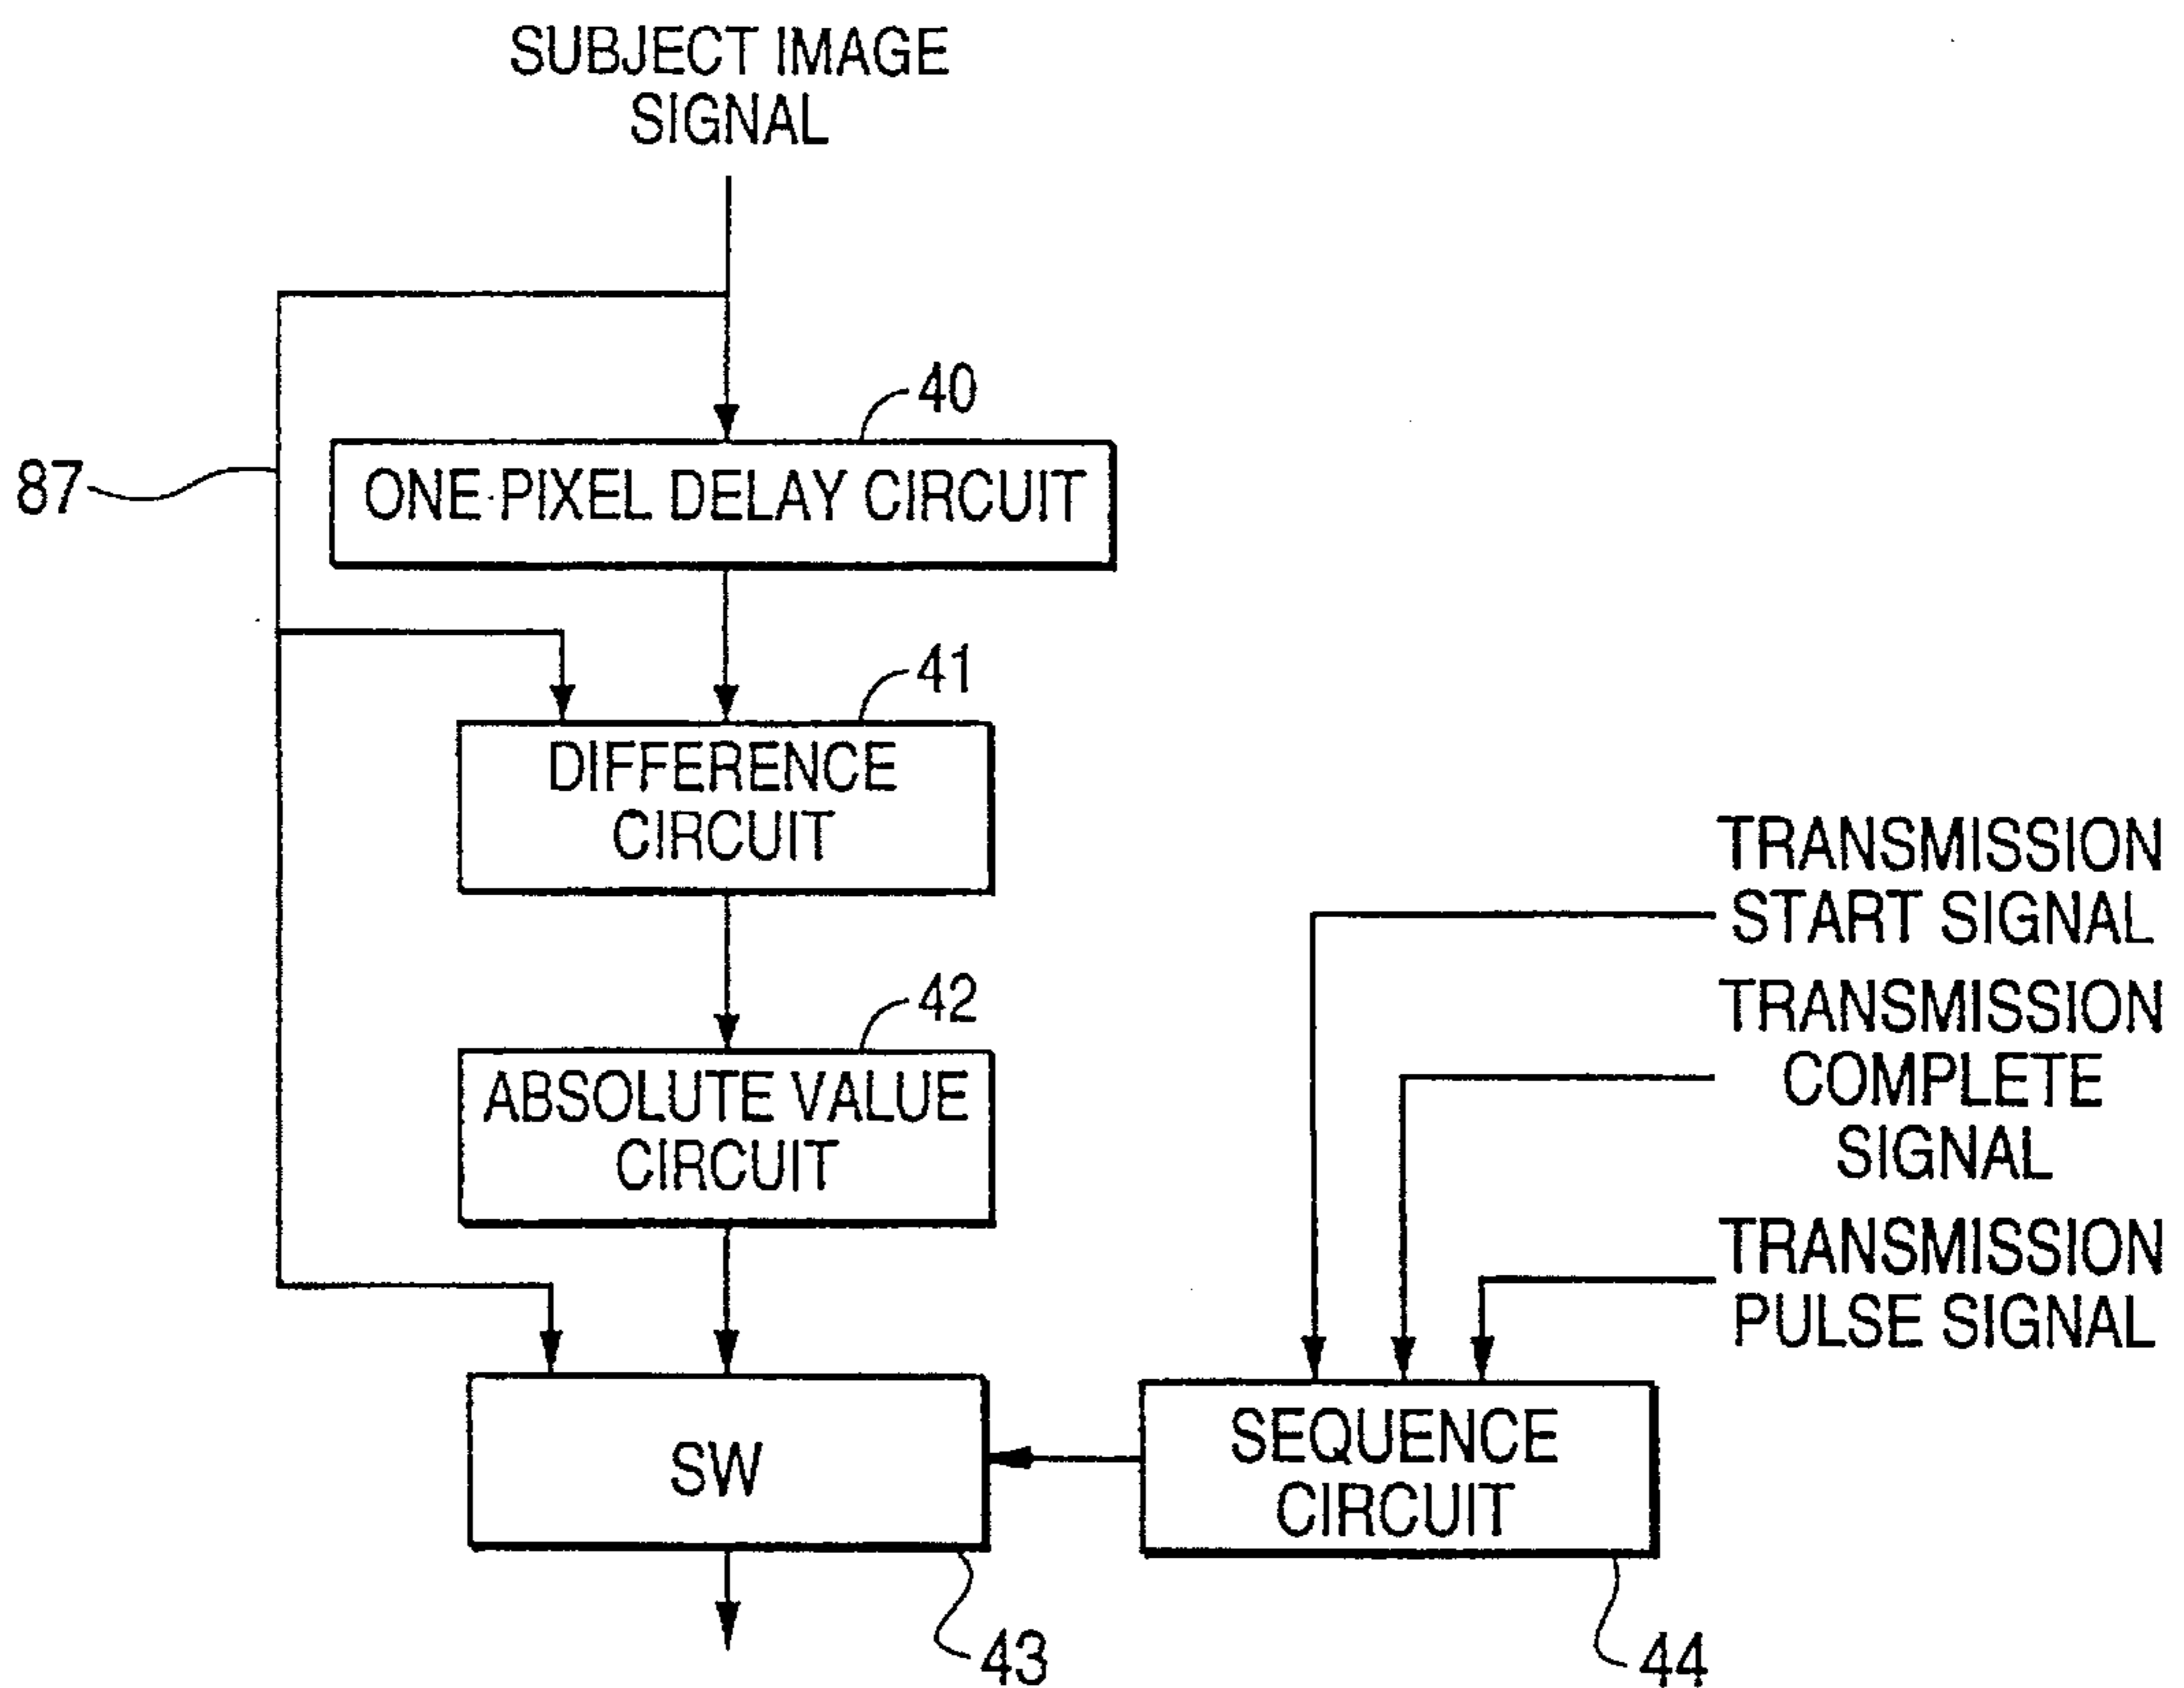 SUBJECT IMAGE
SIGNAL
40
87
ONE PIXEL DELAY CIRCUIT
41
DIFFERENCE
CIRCUIT
TRANSMISSION
START SIGNAL
42
TRANSMISSION
COMPLETE
SIGNAL
ABSOLUTE VALUE
CIRCUIT
TRANSMISSION
PULSE SIGNAL
SW
SEQUENCE
CIRCUIT
43
44